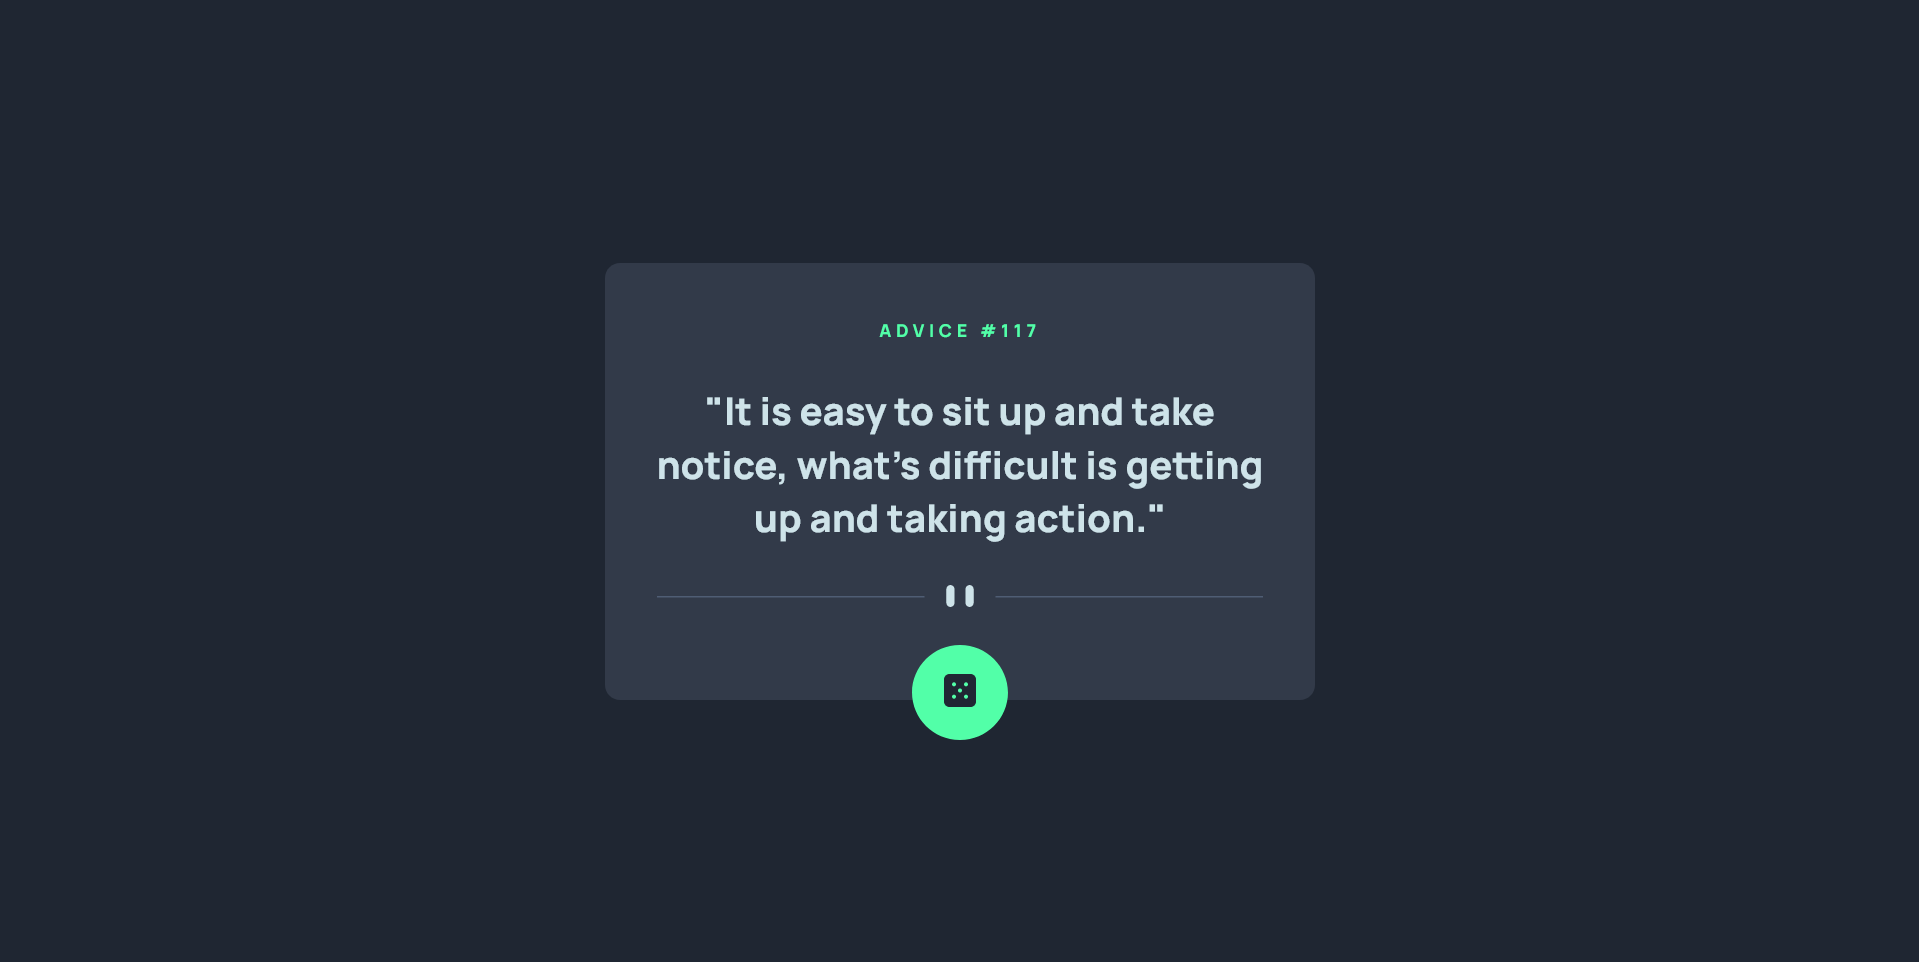 ADVICE #117
"It is easy to sit up and take
notice, what’s difficult is getting
up and taking action."